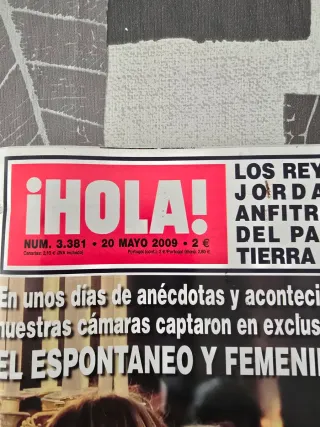 ¡HOLA!
NUM. 3.381 • 20 MAYO 2009 • 2 €
LOS REY
JORDA
ANFITR
DEL PA
TIERRA
En unos días de anécdotas y aconteci
nuestras cámaras captaron en exclus
EL ESPONTANEO Y FEMENI